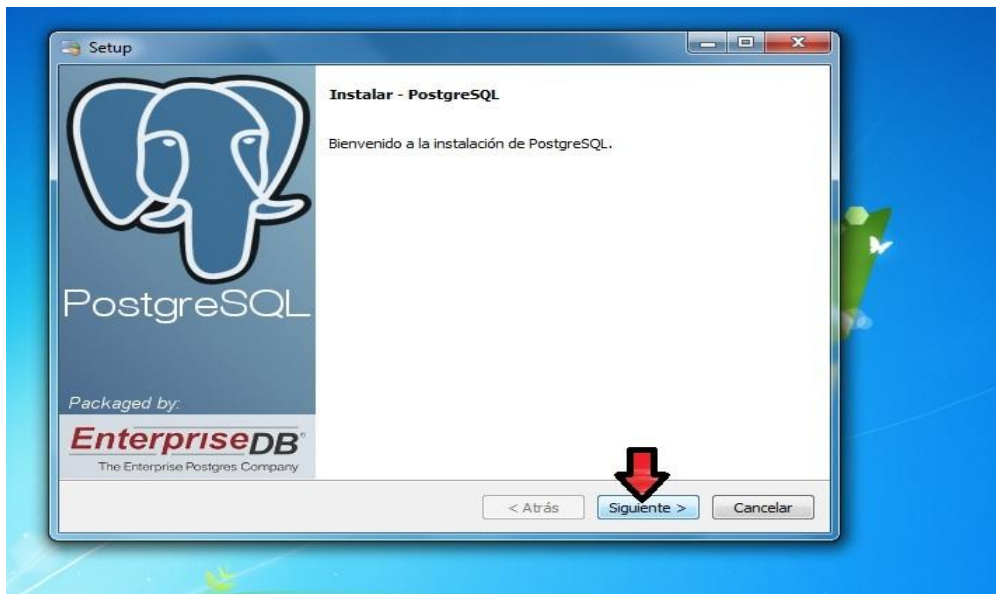 Setup
Instalar - PostgreSQL
Bienvenido a la instalación de PostgreSQL.
PostgreSQL
Packaged by:
EnterpriseDB®
The Enterprise Postgres Company
< Atrás
Siguiente >
Cancelar